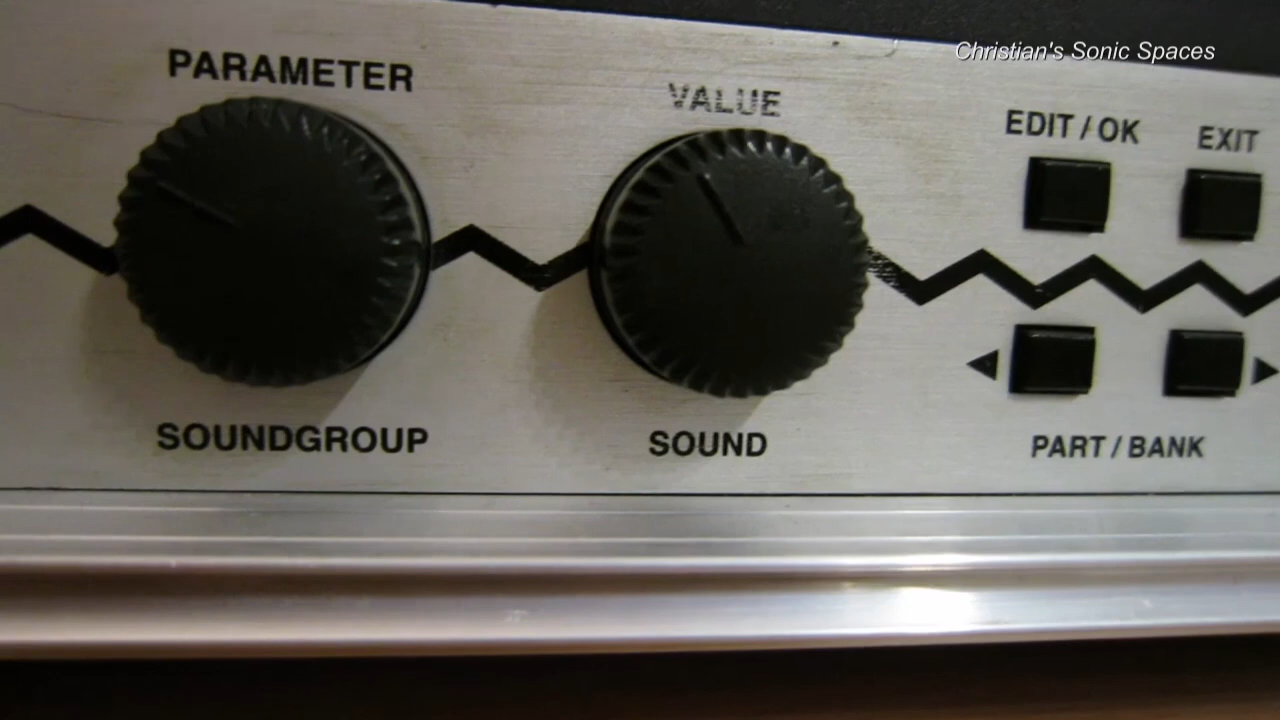 Christian's Sonic Spaces
PARAMETER
VALUE
EDIT / OK
EXIT
SOUNDGROUP
SOUND
PART / BANK